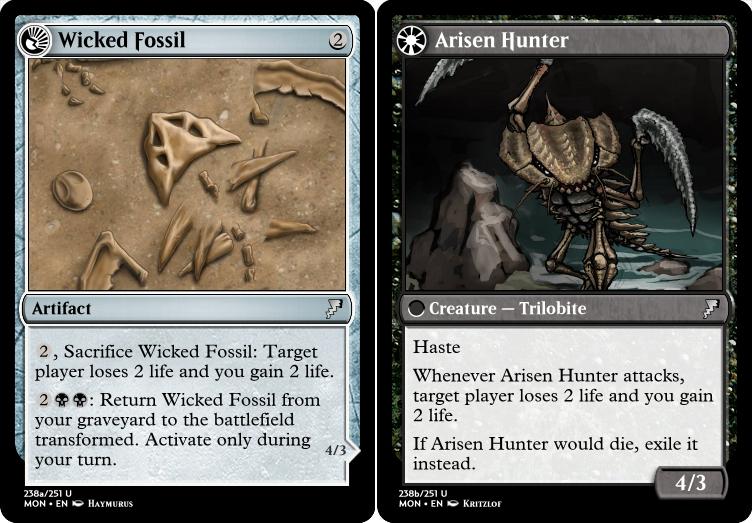 Wicked Fossil 2
Artifact
2, Sacrifice Wicked Fossil: Target
player loses 2 life and you gain 2 life.
2: Return Wicked Fossil from
your graveyard to the battlefield
transformed. Activate only during
your turn.
4/3
238a/251 U
MON • EN Haymurus
Arisen Hunter
Creature — Trilobite
Haste
Whenever Arisen Hunter attacks,
target player loses 2 life and you gain
2 life.
If Arisen Hunter would die, exile it
instead.
4/3
238b/251 U
MON • EN Kritzlof